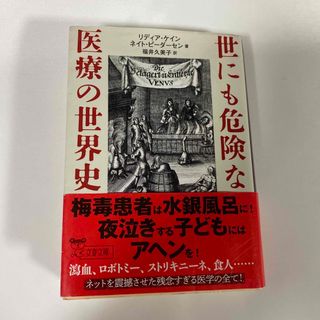 リディア・ケイン
ネイト・ピーダーセン 著
福井久美子 訳
世にも危険な
医療の世界史
Die
VENUS
梅毒患者は水銀風呂に!
夜泣きする子どもには
アヘンを!
文春文庫
瀉血、ロボトミー、ストリキニーネ、食人……
ネットを震撼させた残念すぎる医学の全て!